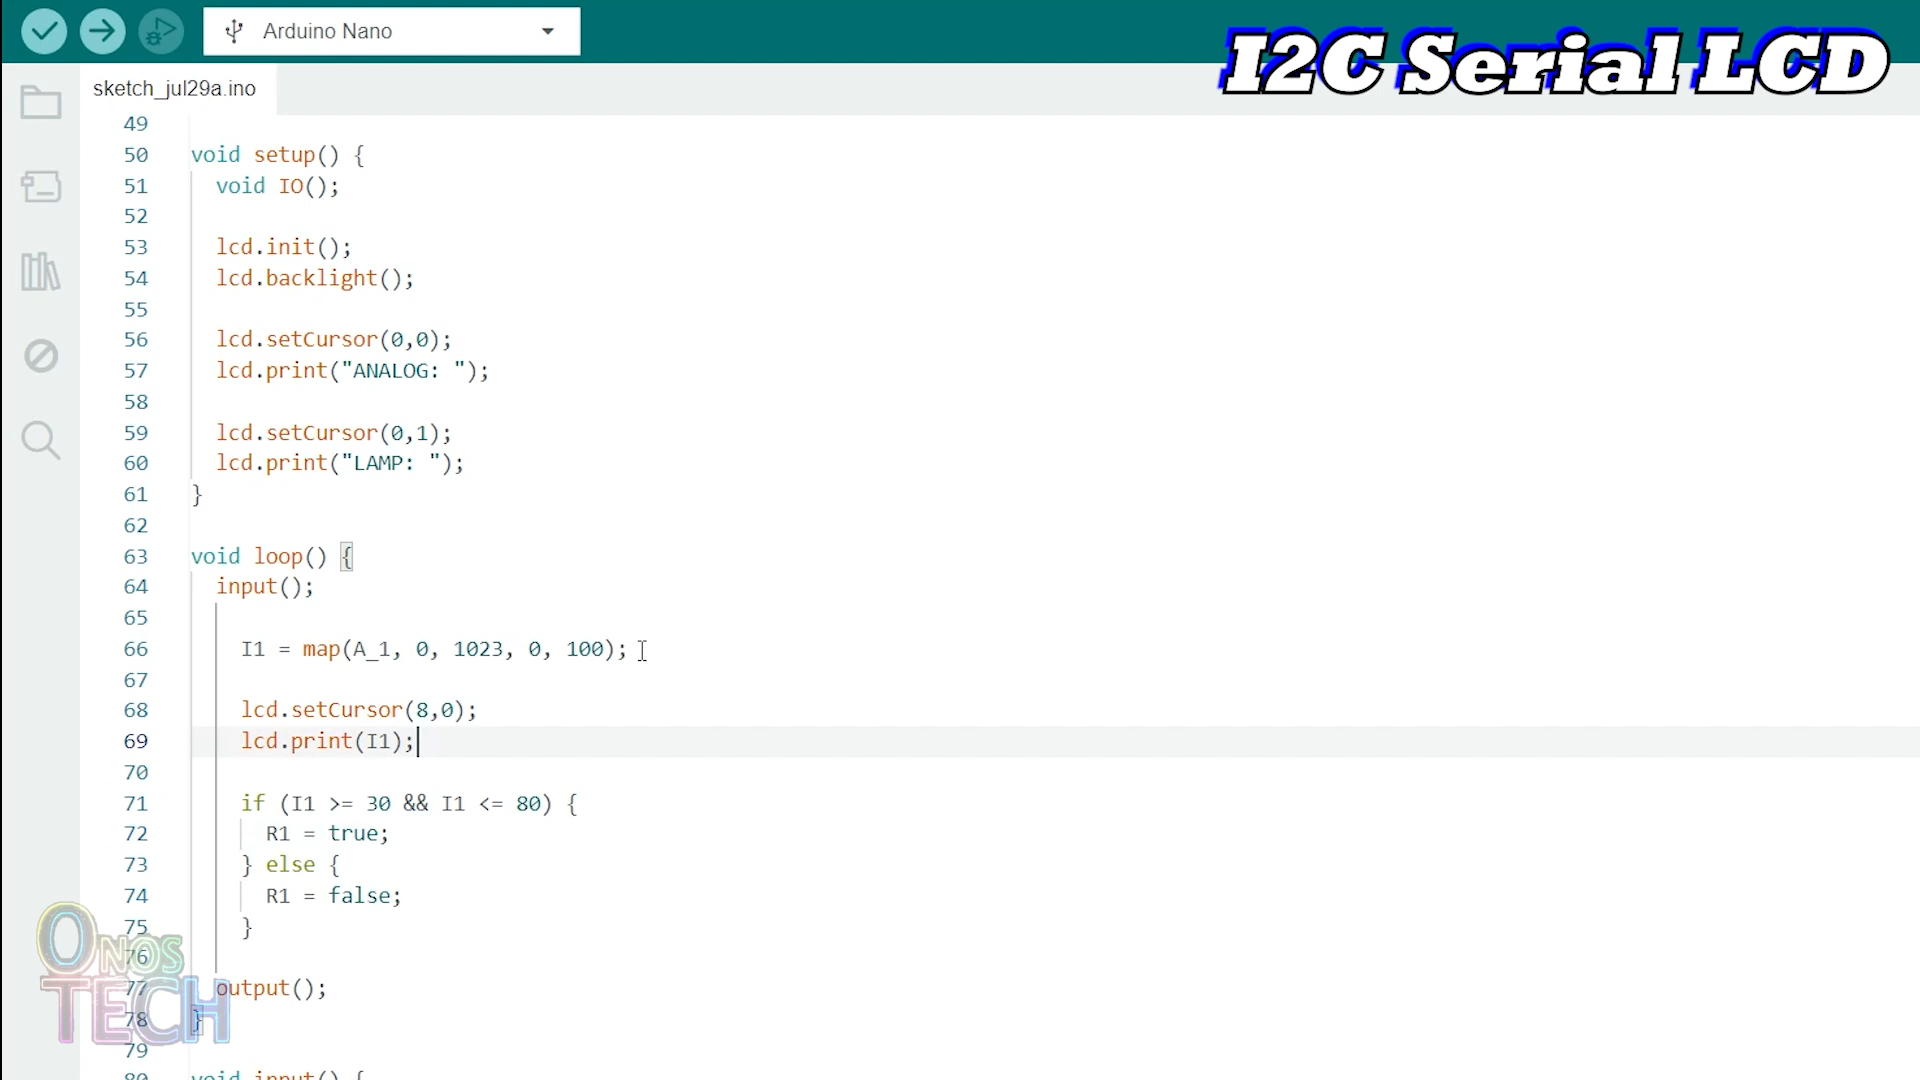 Arduino Nano
I2C Serial LCD
sketch_jul29a.ino
49
50 void setup() {
51 void IO();
52
53 lcd.init();
54 lcd.backlight();
55
56 lcd.setCursor(0,0);
57 lcd.print("ANALOG: ");
58
59 lcd.setCursor(0,1);
60 lcd.print("LAMP: ");
61 }
62
63 void loop() {
64 input();
65
66 I1 = map(A_1, 0, 1023, 0, 100);
67
68 lcd.setCursor(8,0);
69 lcd.print(I1);
70
71 if (I1 >= 30 && I1 <= 80) {
72 R1 = true;
73 } else {
74 R1 = false;
75 }
76
77 output();
78 }
79
80 void input() {
ONOS
TECH